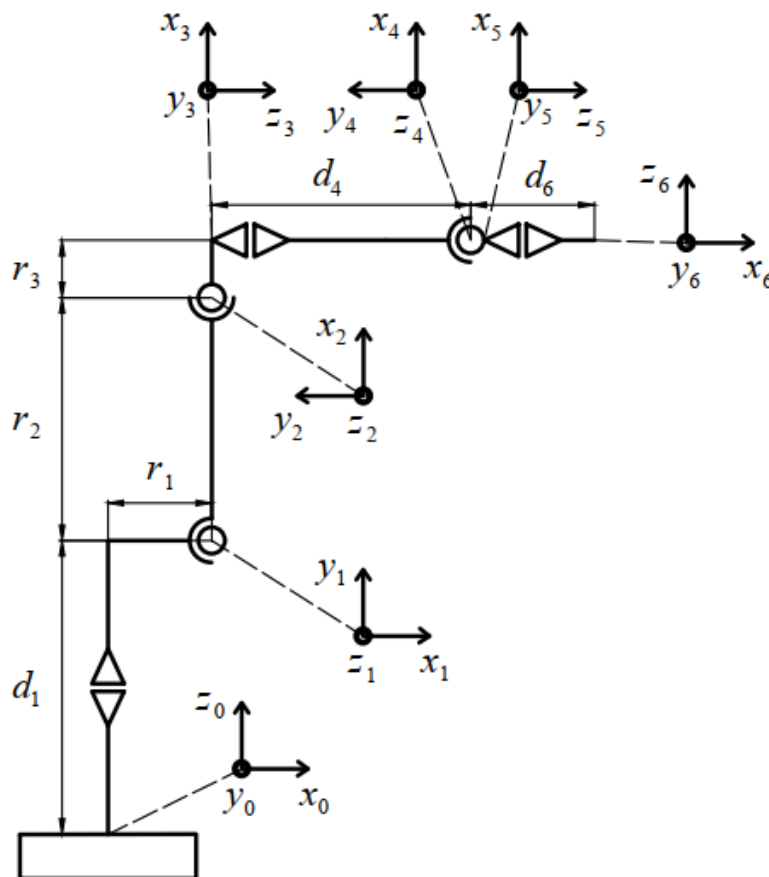 x₃ x₄ x₅
y₃ z₃ y₄ z₄ y₅ z₅
d₄ d₆ z₆
r₃ y₆ x₆
x₂
r₂ y₂ z₂
r₁
y₁
z₁ x₁
d₁ z₀
y₀ x₀